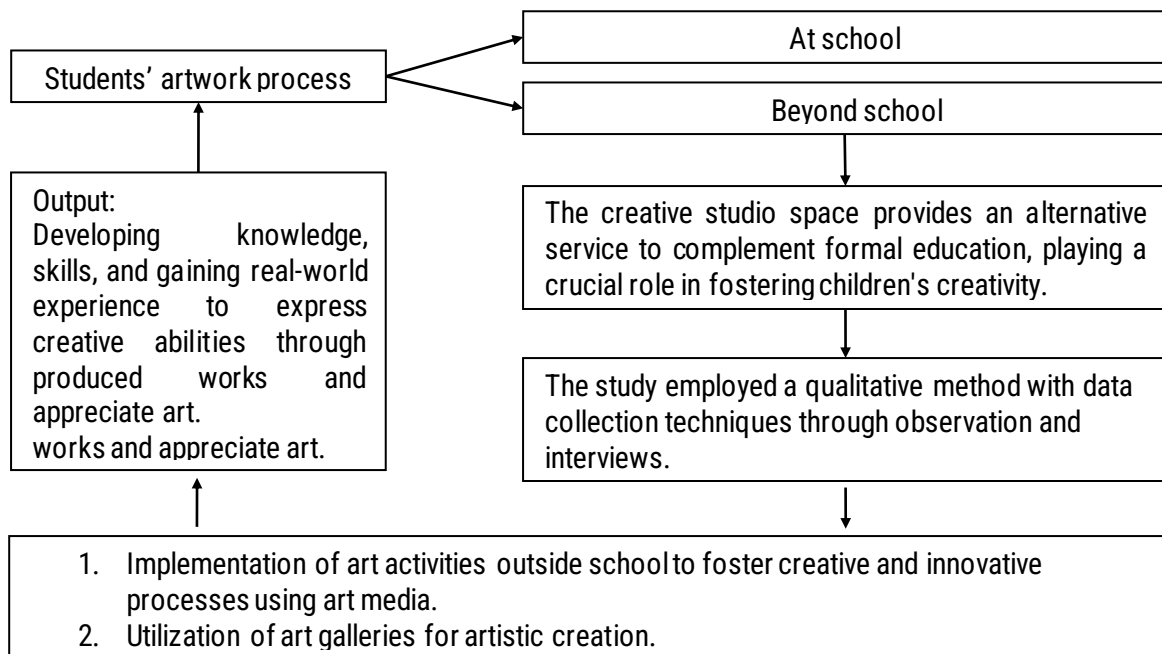 At school
Students’ artwork process
Beyond school
Output:
Developing knowledge,
skills, and gaining real-world
experience to express
creative abilities through
produced works and
appreciate art.
works and appreciate art.
The creative studio space provides an alternative
service to complement formal education, playing a
crucial role in fostering children's creativity.
The study employed a qualitative method with data
collection techniques through observation and
interviews.
1. Implementation of art activities outside school to foster creative and innovative
processes using art media.
2. Utilization of art galleries for artistic creation.